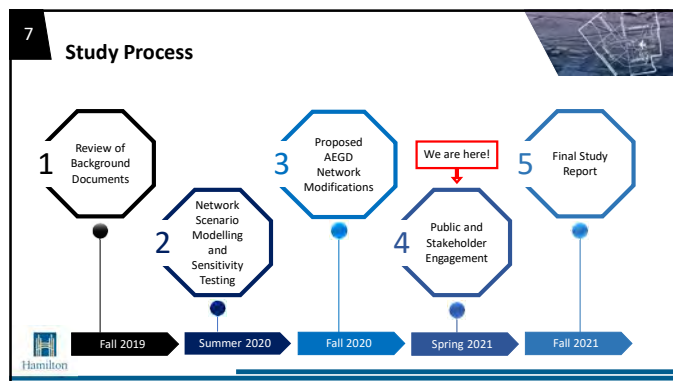 7
Study Process
1
Review of
Background
Documents
2
Network
Scenario
Modelling
and
Sensitivity
Testing
3
Proposed
AEGD
Network
Modifications
We are here!
4
Public and
Stakeholder
Engagement
5
Final Study
Report
Fall 2019
Summer 2020
Fall 2020
Spring 2021
Fall 2021
Hamilton